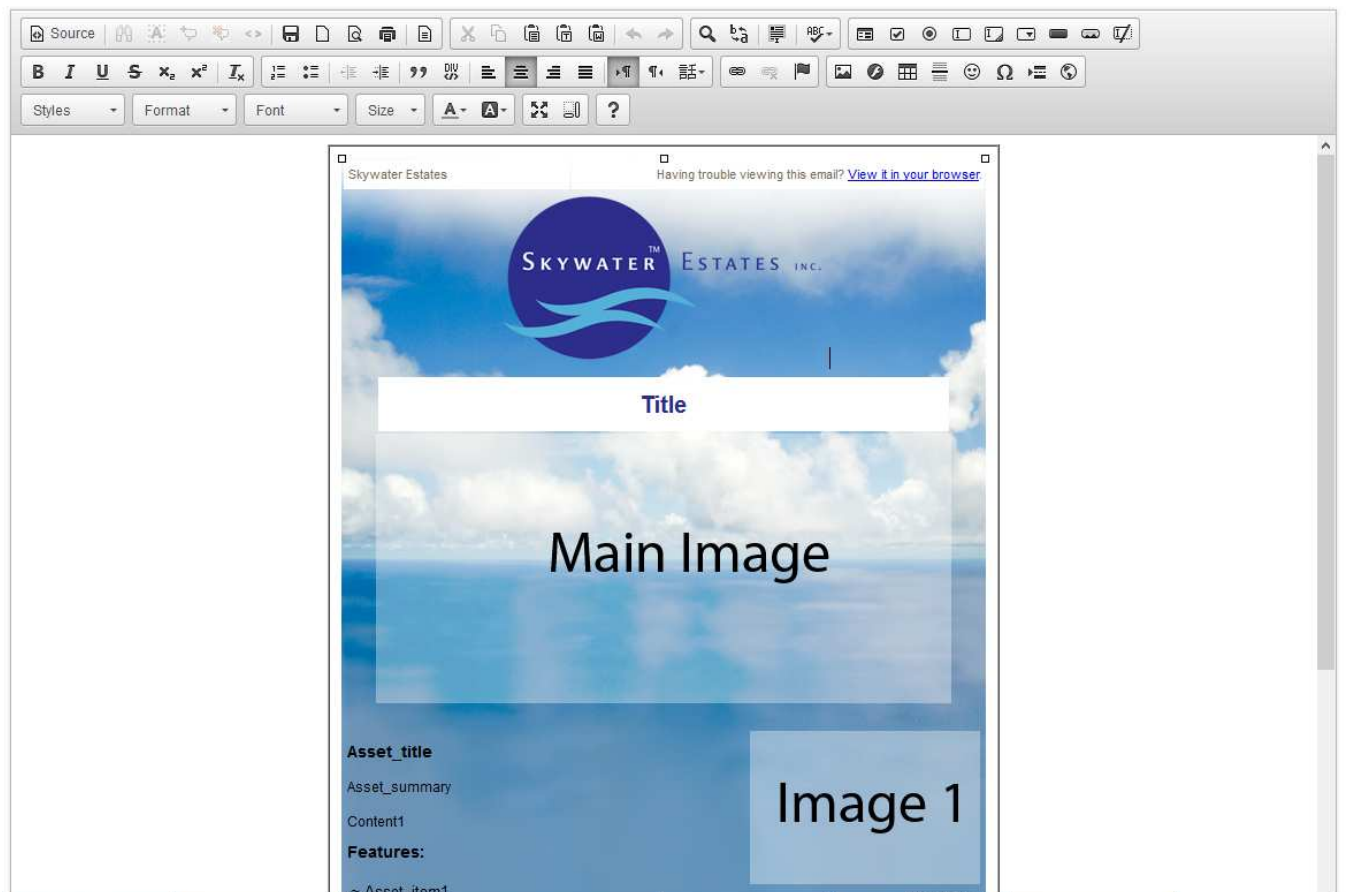 Source
Styles Format Font Size
Skywater Estates Having trouble viewing this email? View it in your browser.
SKYWATER™ ESTATES INC.
Title
Main Image
Asset_title
Asset_summary
Image 1
Content1
Features:
~ Asset_item1